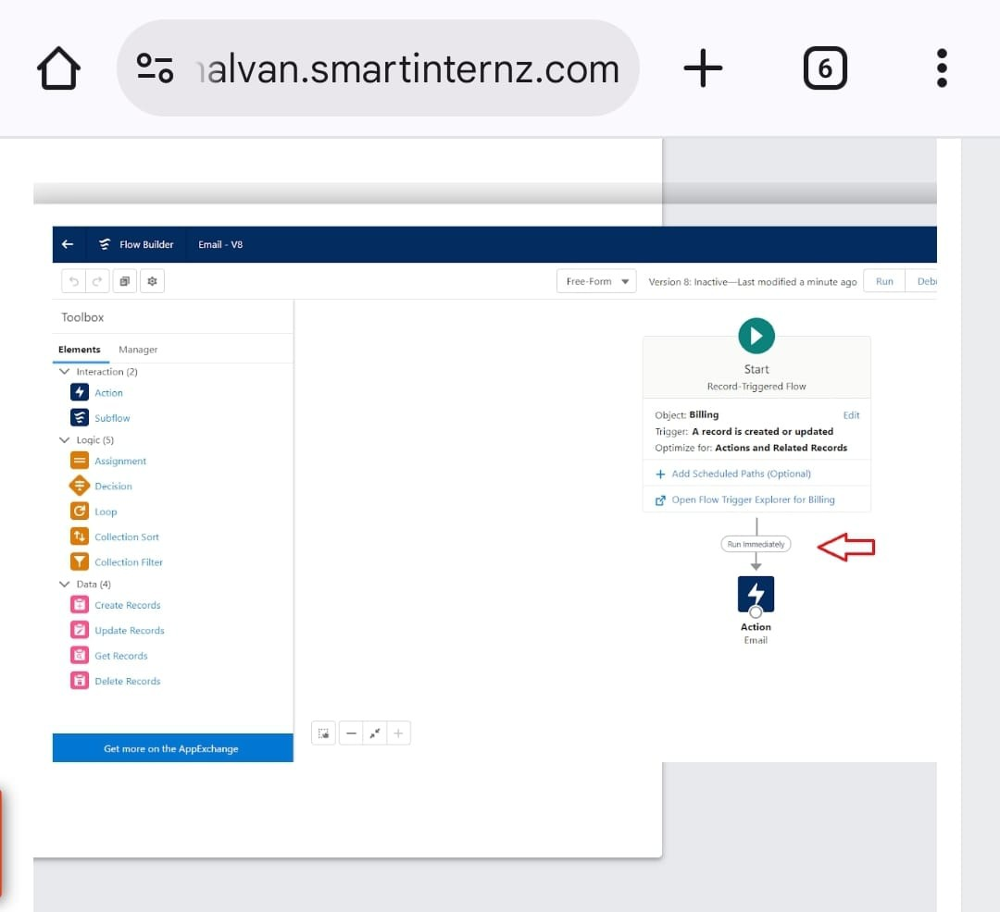 alvan.smartinternz.com
6
Flow Builder
Email - V8
Free-Form
Version 8: Inactive—Last modified a minute ago
Run
Toolbox
Elements
Manager
Interaction (2)
Action
Subflow
Logic (5)
Assignment
Decision
Loop
Collection Sort
Collection Filter
Data (4)
Create Records
Update Records
Get Records
Delete Records
Get more on the AppExchange
Start
Record-Triggered Flow
Object: Billing
Edit
Trigger: A record is created or updated
Optimize for: Actions and Related Records
+ Add Scheduled Paths (Optional)
Open Flow Trigger Explorer for Billing
Run Immediately
Action
Email